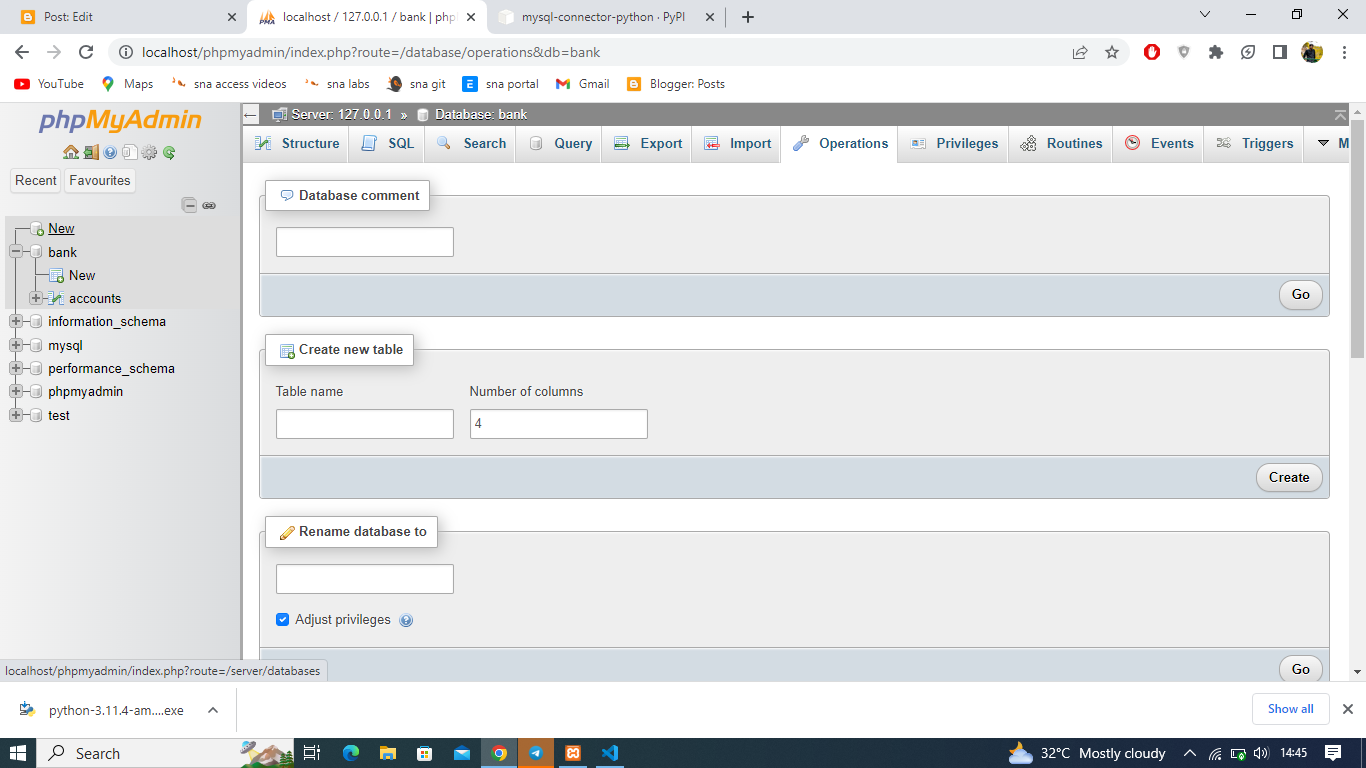 Post: Edit
localhost / 127.0.0.1 / bank | php
mysql-connector-python · PyPI
localhost/phpmyadmin/index.php?route=/database/operations&db=bank
YouTube Maps sna access videos sna labs sna git sna portal Gmail Blogger: Posts
phpMyAdmin
Recent Favourites
New
bank
New
accounts
information_schema
mysql
performance_schema
phpmyadmin
test
Server: 127.0.0.1 » Database: bank
Structure SQL Search Query Export Import Operations Privileges Routines Events Triggers M
Database comment
Go
Create new table
Table name Number of columns
4
Create
Rename database to
Adjust privileges
Go
localhost/phpmyadmin/index.php?route=/server/databases
python-3.11.4-am....exe
Show all
Search
32°C Mostly cloudy
14:45